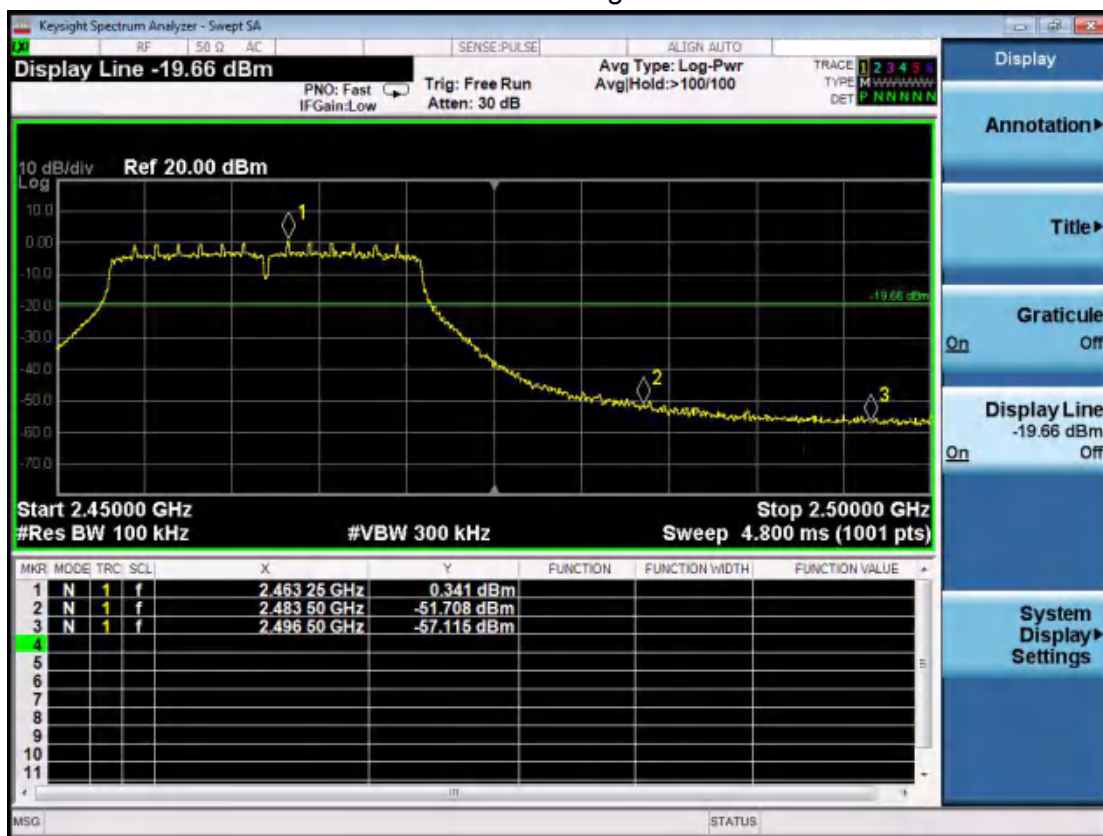 Keysight Spectrum Analyzer - Swept SA
RF 50 Ω AC SENSE:PULSE ALIGN AUTO
Display Line -19.66 dBm
PNO: Fast Trig: Free Run Avg Type: Log-Pwr TRACE 1 2 3 4 5 6
IFGain:Low Atten: 30 dB Avg|Hold:>100/100 TYPE M W W W W W
DET P N N N N N
10 dB/div Ref 20.00 dBm
Log
10.0
0.00
-10.0
-20.0
-30.0
-40.0
-50.0
-60.0
-70.0
1
2
3
-19.66 dBm
Start 2.45000 GHz Stop 2.50000 GHz
#Res BW 100 kHz #VBW 300 kHz Sweep 4.800 ms (1001 pts)
MKR MODE TRC SCL X Y FUNCTION FUNCTION WIDTH FUNCTION VALUE
1 N 1 f 2.463 25 GHz 0.341 dBm
2 N 1 f 2.483 50 GHz -51.708 dBm
3 N 1 f 2.496 50 GHz -57.115 dBm
4
5
6
7
8
9
10
11
MSG STATUS
Display
Annotation
Title
Graticule
On Off
Display Line
-19.66 dBm
On Off
System
Display
Settings